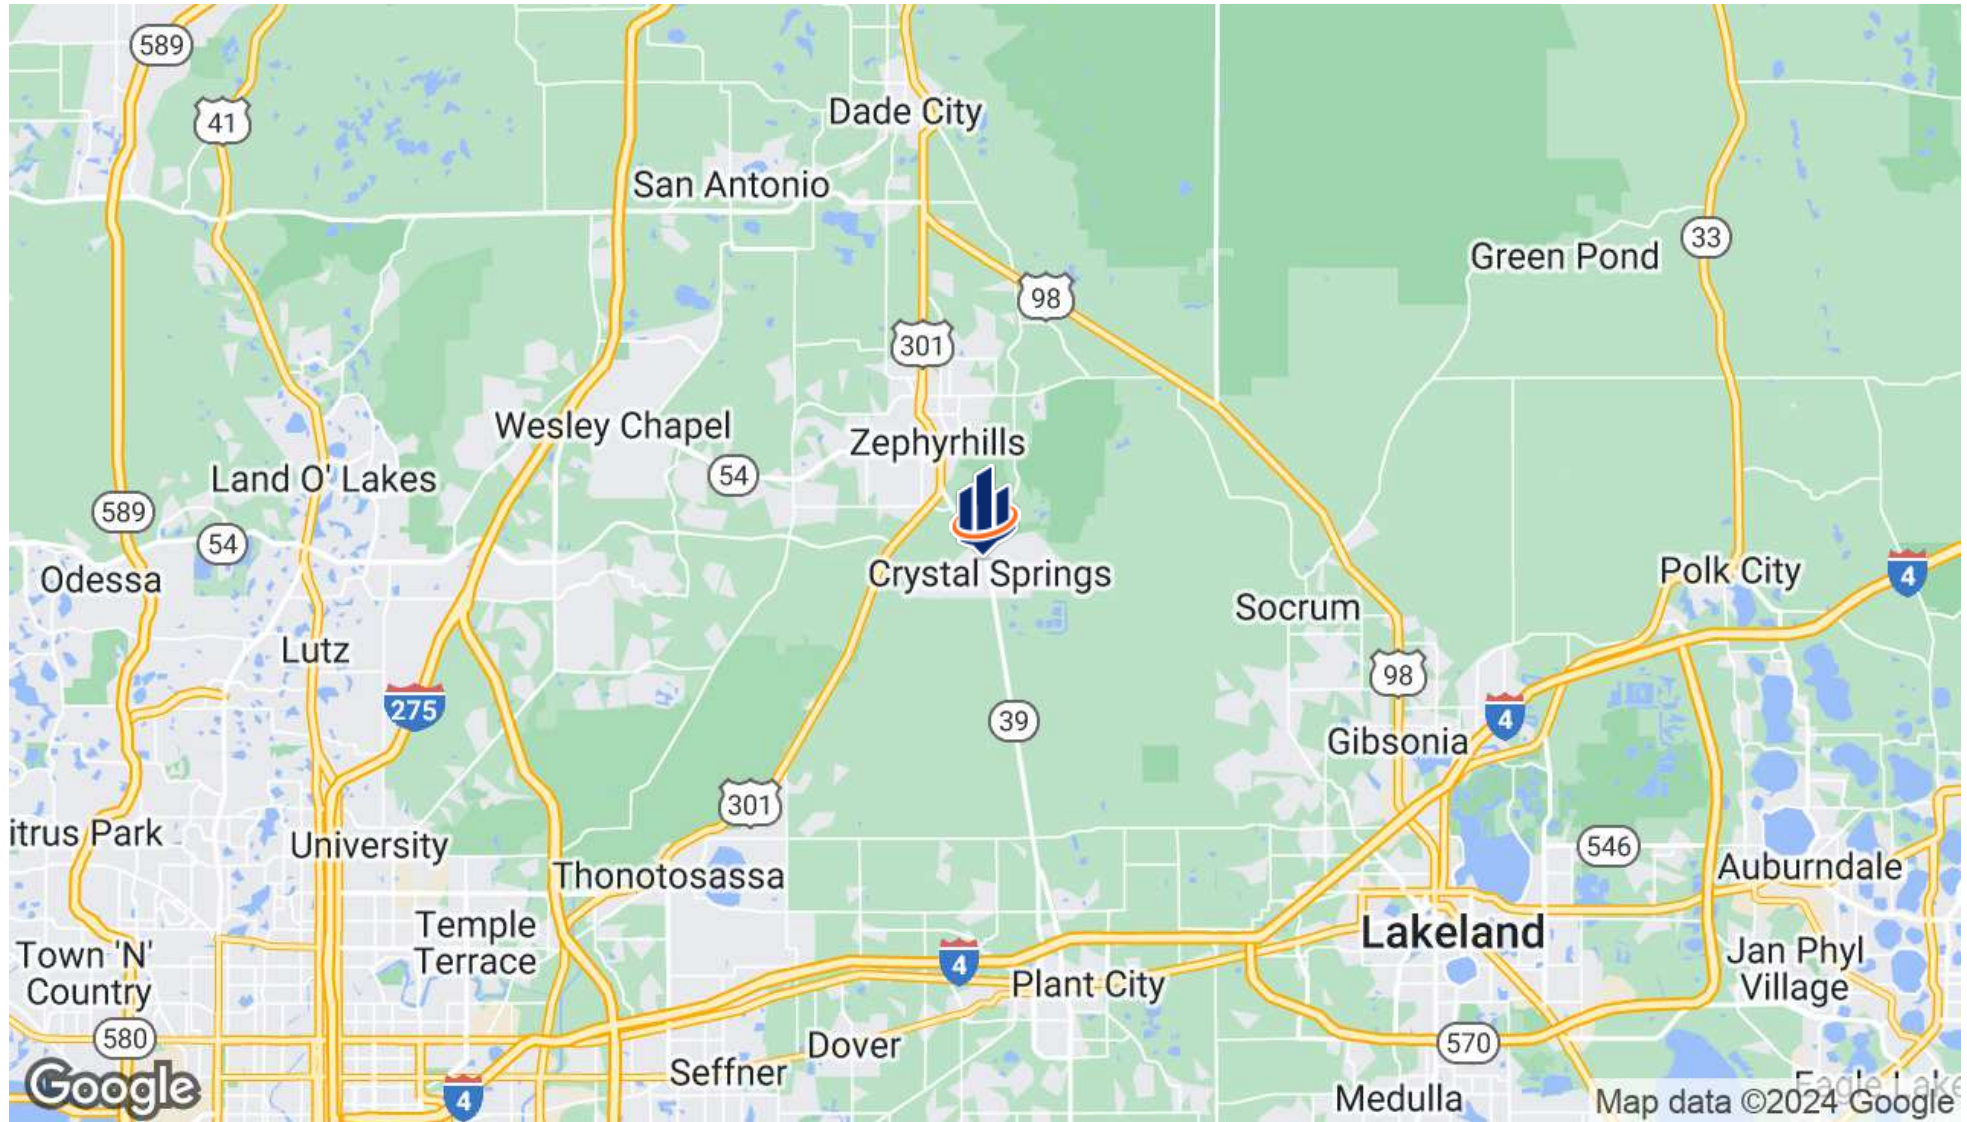 589
41
Dade City
San Antonio
33
Green Pond
98
301
Wesley Chapel
Zephyrhills
54
Land O' Lakes
589
54
Odessa
Crystal Springs
Polk City
4
Socrum
Lutz
98
275
39
4
Gibsonia
301
itrus Park
University
546
Thonotosassa
Auburndale
Temple
Terrace
Lakeland
Town 'N'
Country
4
Plant City
Jan Phyl
Village
580
Dover
570
Seffner
Google
4
Medulla
Eagle Lake
Map data ©2024 Google